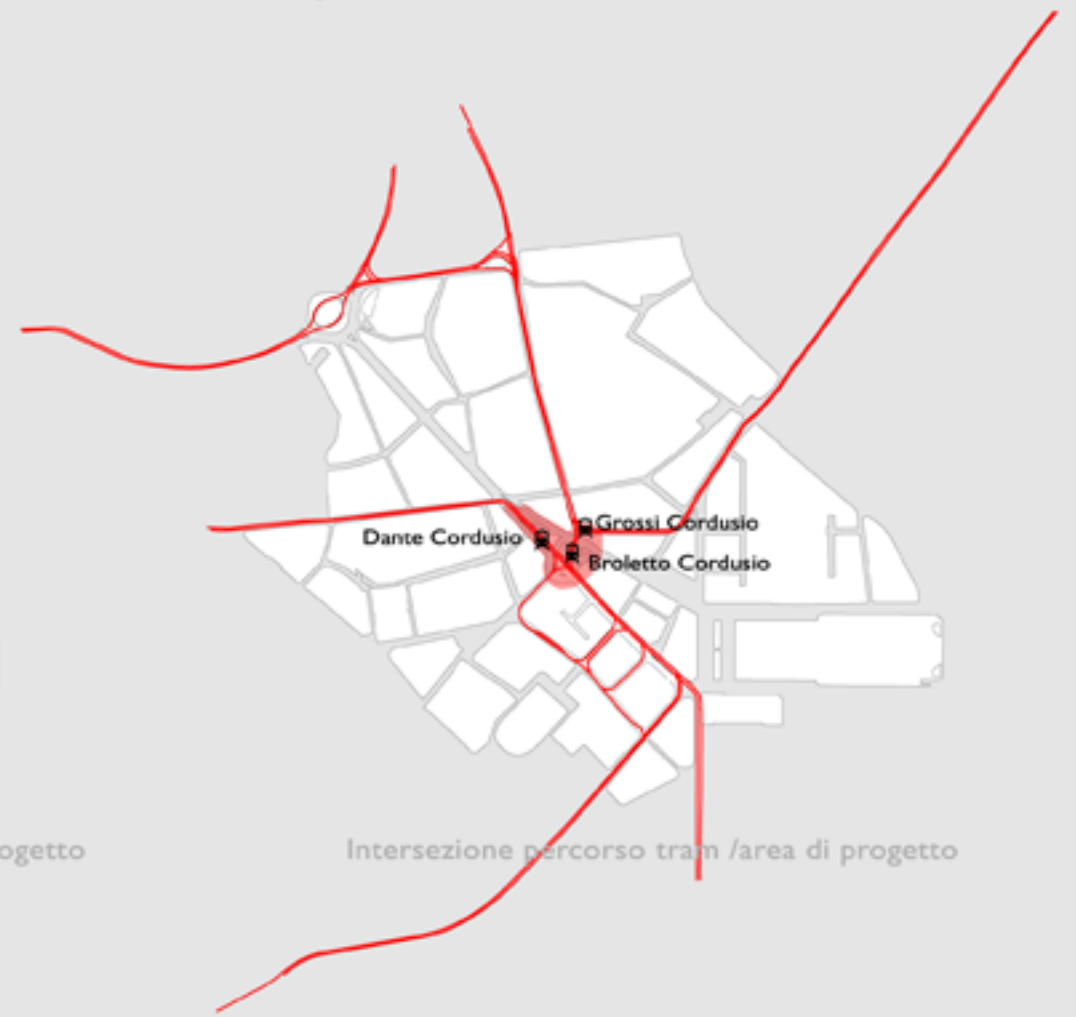 Grossi Cordusio
Dante Cordusio
Broletto Cordusio
ogetto
Intersezione percorso tram /area di progetto